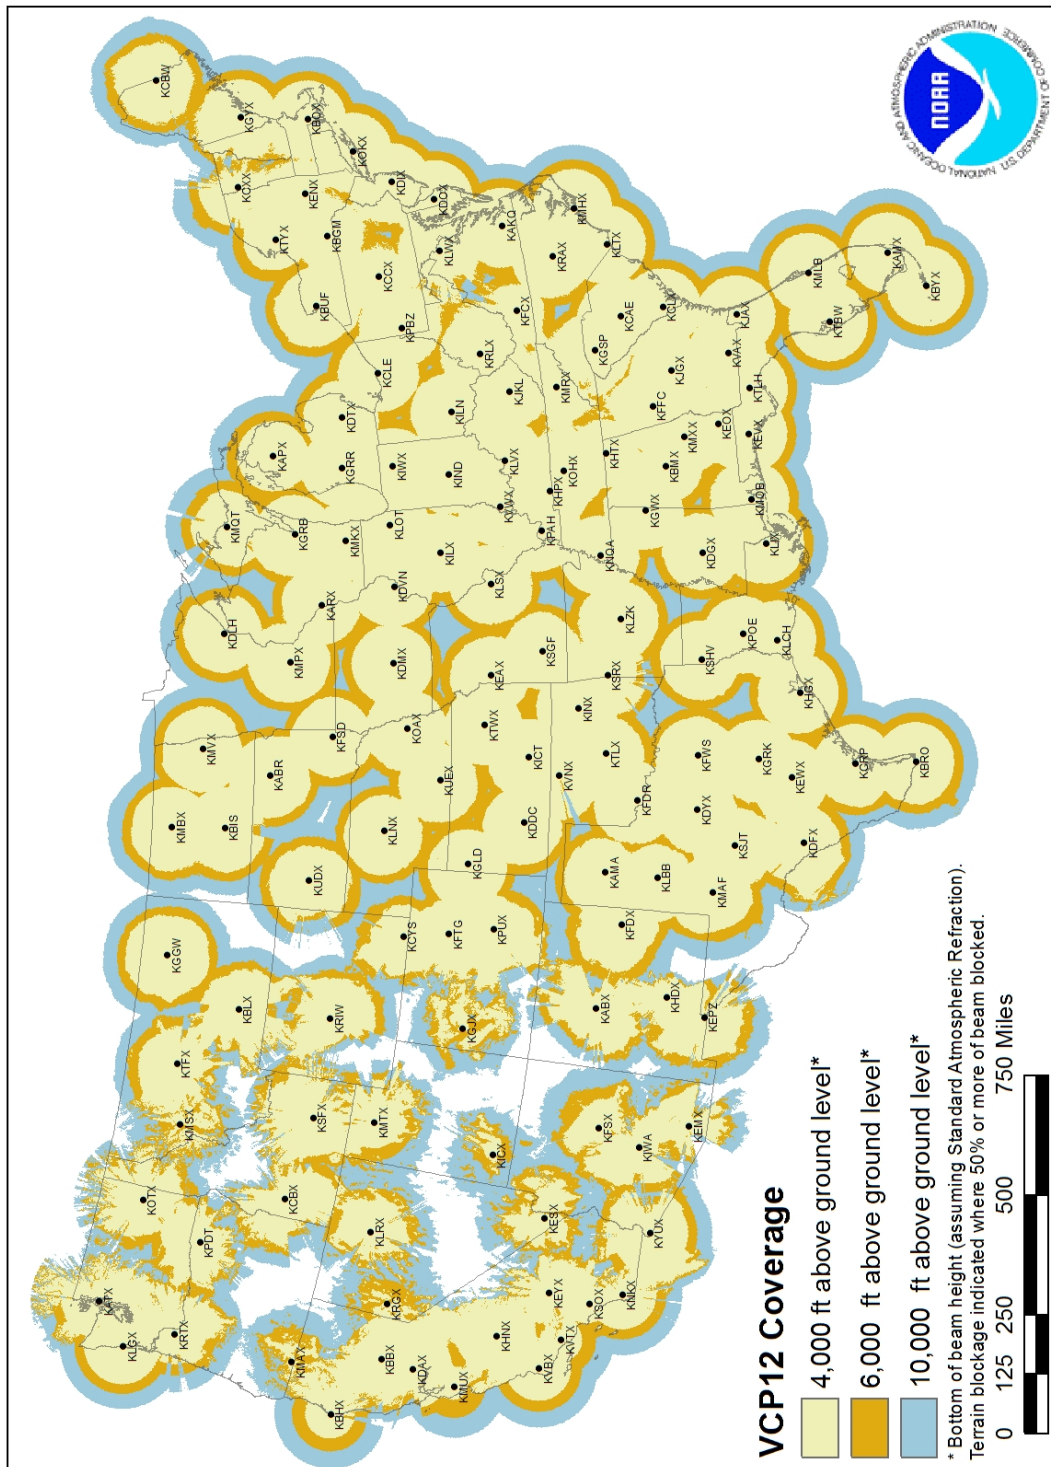 KATX
KLGX
KRTX
KOTX
KPDT
KMSX
KTFX
KGGW
KBLX
KMBX
KBIS
KMVX
KABR
KDLH
KMPX
KMQT
KGRB
KAPX
KTYX
KCXX
KCBW
KGYX
KMAX
KBHX
KCBX
KSFX
KRIW
KUDX
KFSD
KARX
KMKX
KGRR
KDTX
KBUF
KBGM
KENX
KBOX
KOKX
KBBX
KRGX
KLRX
KMTX
KCYS
KLNX
KOAX
KDMX
KDVN
KLOT
KIWX
KCLE
KPBZ
KCCX
KDIX
KDOX
KDAX
KMUX
KHNX
KICX
KGJX
KFTG
KPUX
KGLD
KUEX
KTWX
KEAX
KILX
KLSX
KIND
KILN
KRLX
KLWX
KAKQ
KVBX
KVTX
KEYX
KESX
KDDC
KICT
KVNX
KINX
KSGF
KPAH
KVWX
KHPX
KLVX
KOHX
KJKL
KMRX
KFCX
KRAX
KMHX
KLTX
KSOX
KNKX
KYUX
KFSX
KIWA
KEMX
KABX
KHDX
KEPZ
KFDX
KAMA
KLBB
KMAF
KFDR
KTLX
KSRX
KLZK
KNQA
KHTX
KGWX
KBMX
KFFC
KGSP
KCAE
KCLX
KJGX
KMXX
KEOX
KDYX
KSJT
KDFX
KFWS
KGRK
KEWX
KSHV
KPOE
KLCH
KHGX
KDGX
KLIX
KMOB
KEVX
KTLH
KVAX
KJAX
KCRP
KBRO
KTBW
KMLB
KAMX
KBYX
VCP12 Coverage
4,000 ft above ground level*
6,000 ft above ground level*
10,000 ft above ground level*
* Bottom of beam height (assuming Standard Atmospheric Refraction).
Terrain blockage indicated where 50% or more of beam blocked.
0 125 250 500 750 Miles
NATIONAL OCEANIC AND ATMOSPHERIC ADMINISTRATION
NOAA
U.S. DEPARTMENT OF COMMERCE